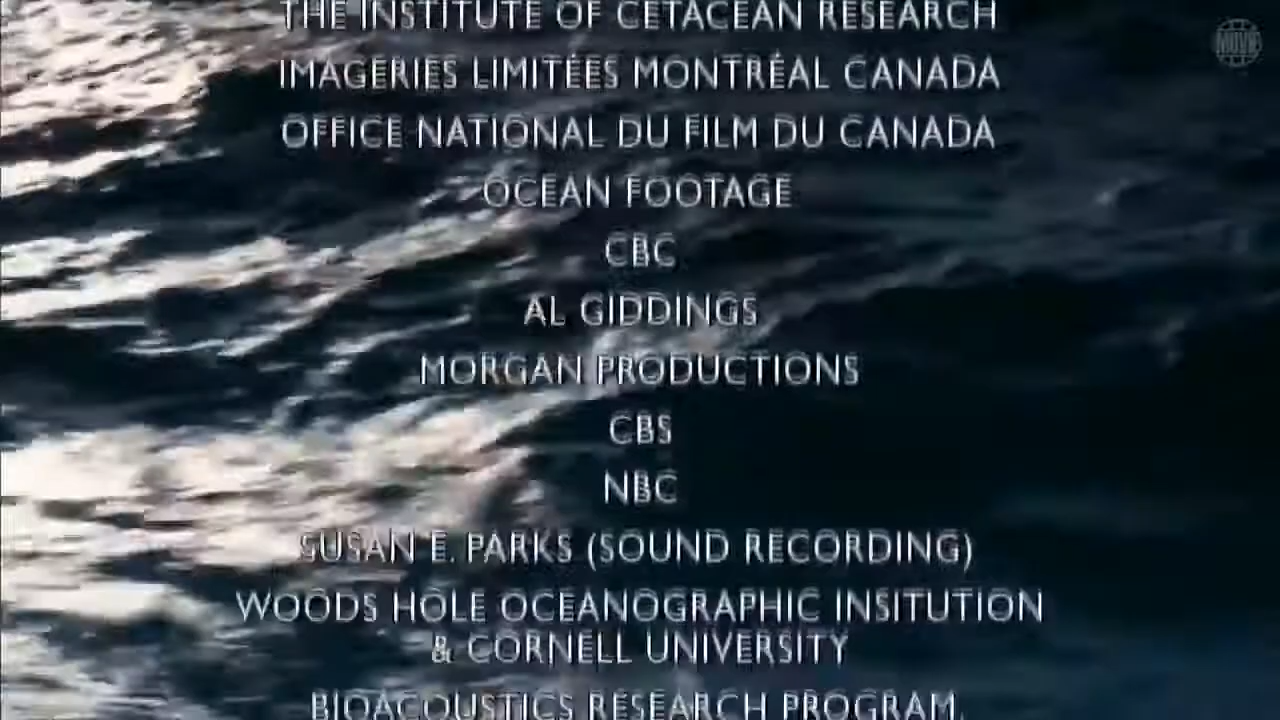 THE INSTITUTE OF CETACEAN RESEARCH
MOVIE
IMAGERIES LIMITÉES MONTRÉAL CANADA
OFFICE NATIONAL DU FILM DU CANADA
OCEAN FOOTAGE
CBC
AL GIDDINGS
MORGAN PRODUCTIONS
CBS
NBC
SUSAN E. PARKS (SOUND RECORDING)
WOODS HOLE OCEANOGRAPHIC INSITUTION
& CORNELL UNIVERSITY
BIOACOUSTICS RESEARCH PROGRAM.